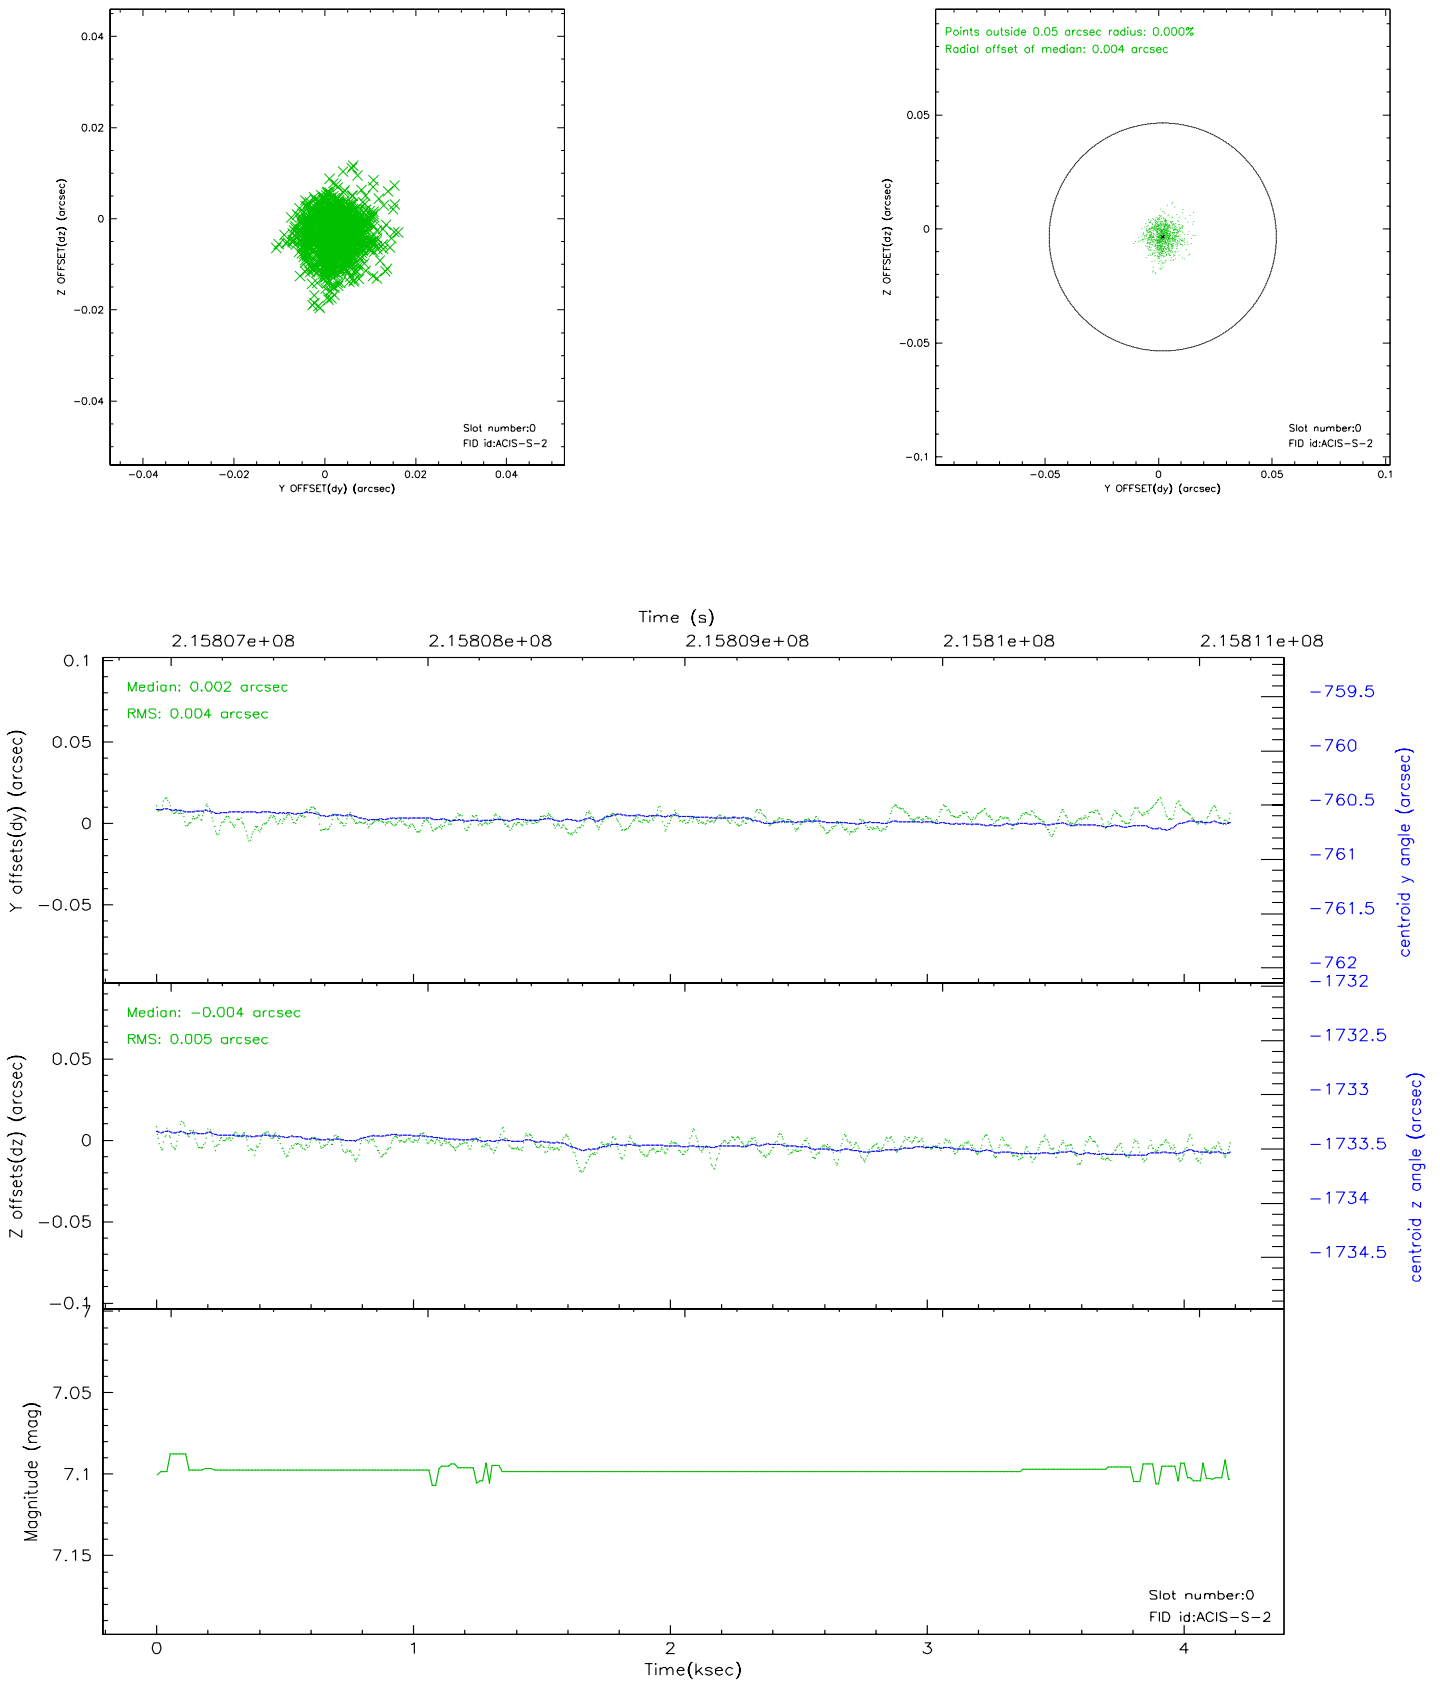 0.04
0.02
0
−0.02
−0.04
Z OFFSET(dz) (arcsec)
Slot number:0
FID id:ACIS−S−2
−0.04
−0.02
0
0.02
0.04
Y OFFSET(dy) (arcsec)
Points outside 0.05 arcsec radius: 0.000%
Radial offset of median: 0.004 arcsec
0.05
0
−0.05
−0.1
Z OFFSET(dz) (arcsec)
Slot number:0
FID id:ACIS−S−2
−0.05
0
0.05
0.1
Y OFFSET(dy) (arcsec)
Time (s)
2.15807e+08
2.15808e+08
2.15809e+08
2.1581e+08
2.15811e+08
Median: 0.002 arcsec
RMS: 0.004 arcsec
0.1
0.05
0
−0.05
Y offsets(dy) (arcsec)
−759.5
−760
−760.5
−761
−761.5
−762
centroid y angle (arcsec)
Median: −0.004 arcsec
RMS: 0.005 arcsec
0.05
0
−0.05
−0.1
Z offsets(dz) (arcsec)
−1732
−1732.5
−1733
−1733.5
−1734
−1734.5
centroid z angle (arcsec)
7
7.05
7.1
7.15
Magnitude (mag)
Slot number:0
FID id:ACIS−S−2
0
1
2
3
4
Time(ksec)